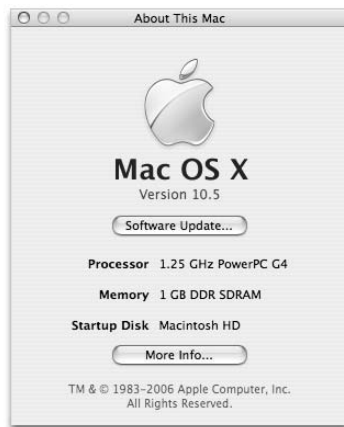 About This Mac
Mac OS X
Version 10.5
Software Update...
Processor 1.25 GHz PowerPC G4
Memory 1 GB DDR SDRAM
Startup Disk Macintosh HD
More Info...
TM & © 1983–2006 Apple Computer, Inc.
All Rights Reserved.